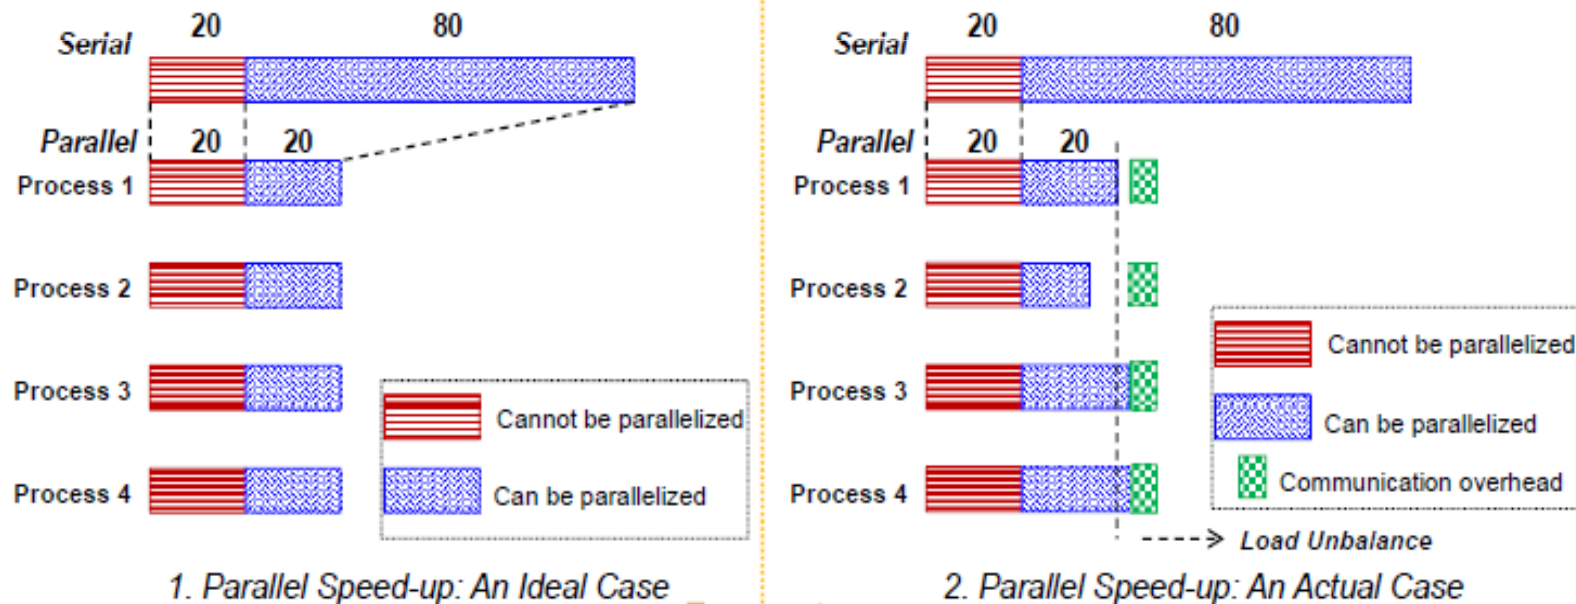 20 80
Serial
Parallel 20 20
Process 1
Process 2
Process 3
Process 4
Cannot be parallelized
Can be parallelized
1. Parallel Speed-up: An Ideal Case
20 80
Serial
Parallel 20 20
Process 1
Process 2
Process 3
Process 4
Cannot be parallelized
Can be parallelized
Communication overhead
Load Unbalance
2. Parallel Speed-up: An Actual Case